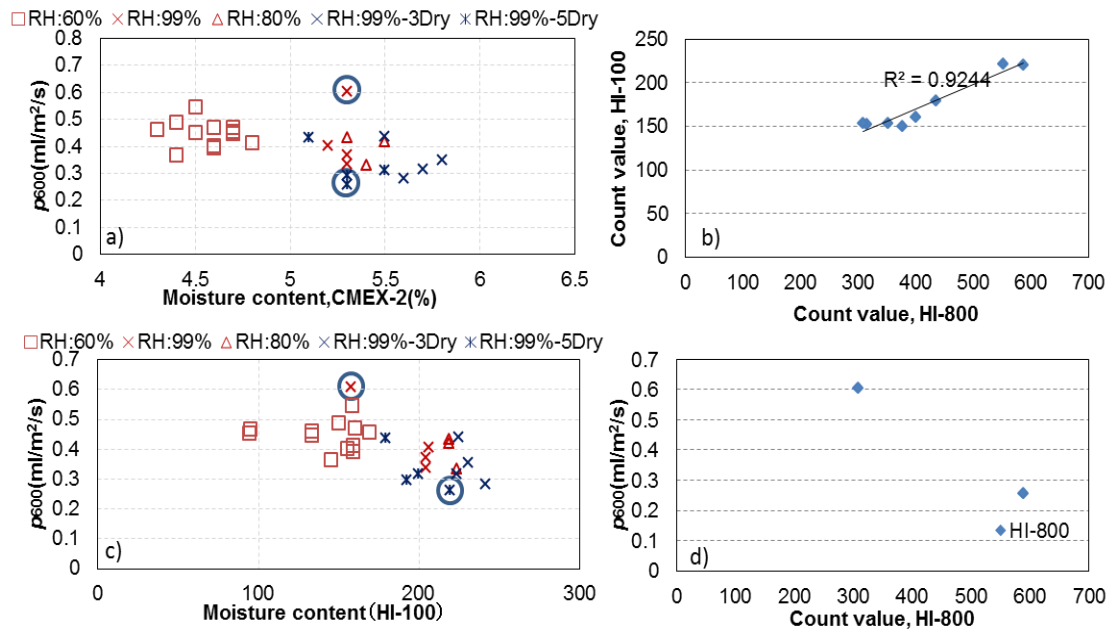 RH:60% RH:99% RH:80% RH:99%-3Dry RH:99%-5Dry
0.8
0.7
0.6
0.5
0.4
0.3
0.2
0.1
0
p600(ml/m²/s)
a)
4 4.5 5 5.5 6 6.5
Moisture content,CMEX-2(%)
250
200
150
100
50
0
Count value, HI-100
R² = 0.9244
b)
0 100 200 300 400 500 600 700
Count value, HI-800
RH:60% RH:99% RH:80% RH:99%-3Dry RH:99%-5Dry
0.7
0.6
0.5
0.4
0.3
0.2
0.1
0
p600(ml/m²/s)
c)
0 100 200 300
Moisture content(HI-100)
0.7
0.6
0.5
0.4
0.3
0.2
0.1
0
p600(ml/m²/s)
HI-800
d)
0 100 200 300 400 500 600 700
Count value, HI-800